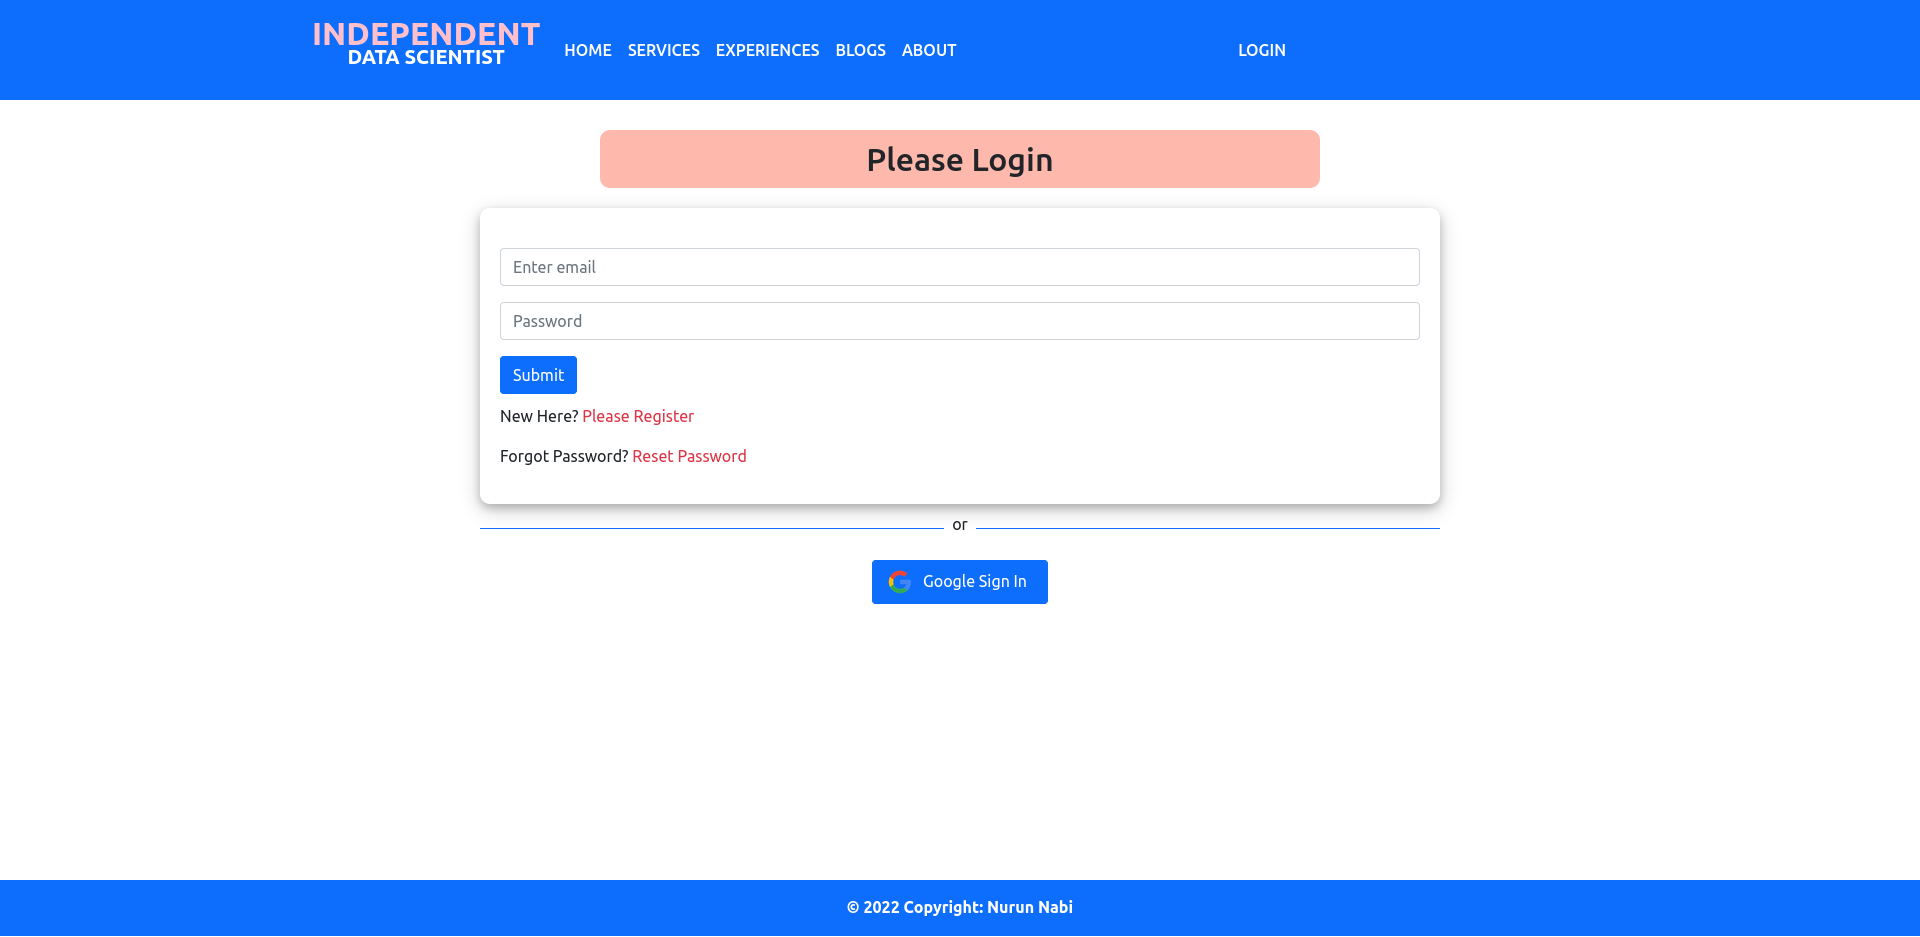 INDEPENDENT
DATA SCIENTIST
HOME SERVICES EXPERIENCES BLOGS ABOUT LOGIN
Please Login
Enter email
Password
Submit
New Here? Please Register
Forgot Password? Reset Password
or
Google Sign In
© 2022 Copyright: Nurun Nabi